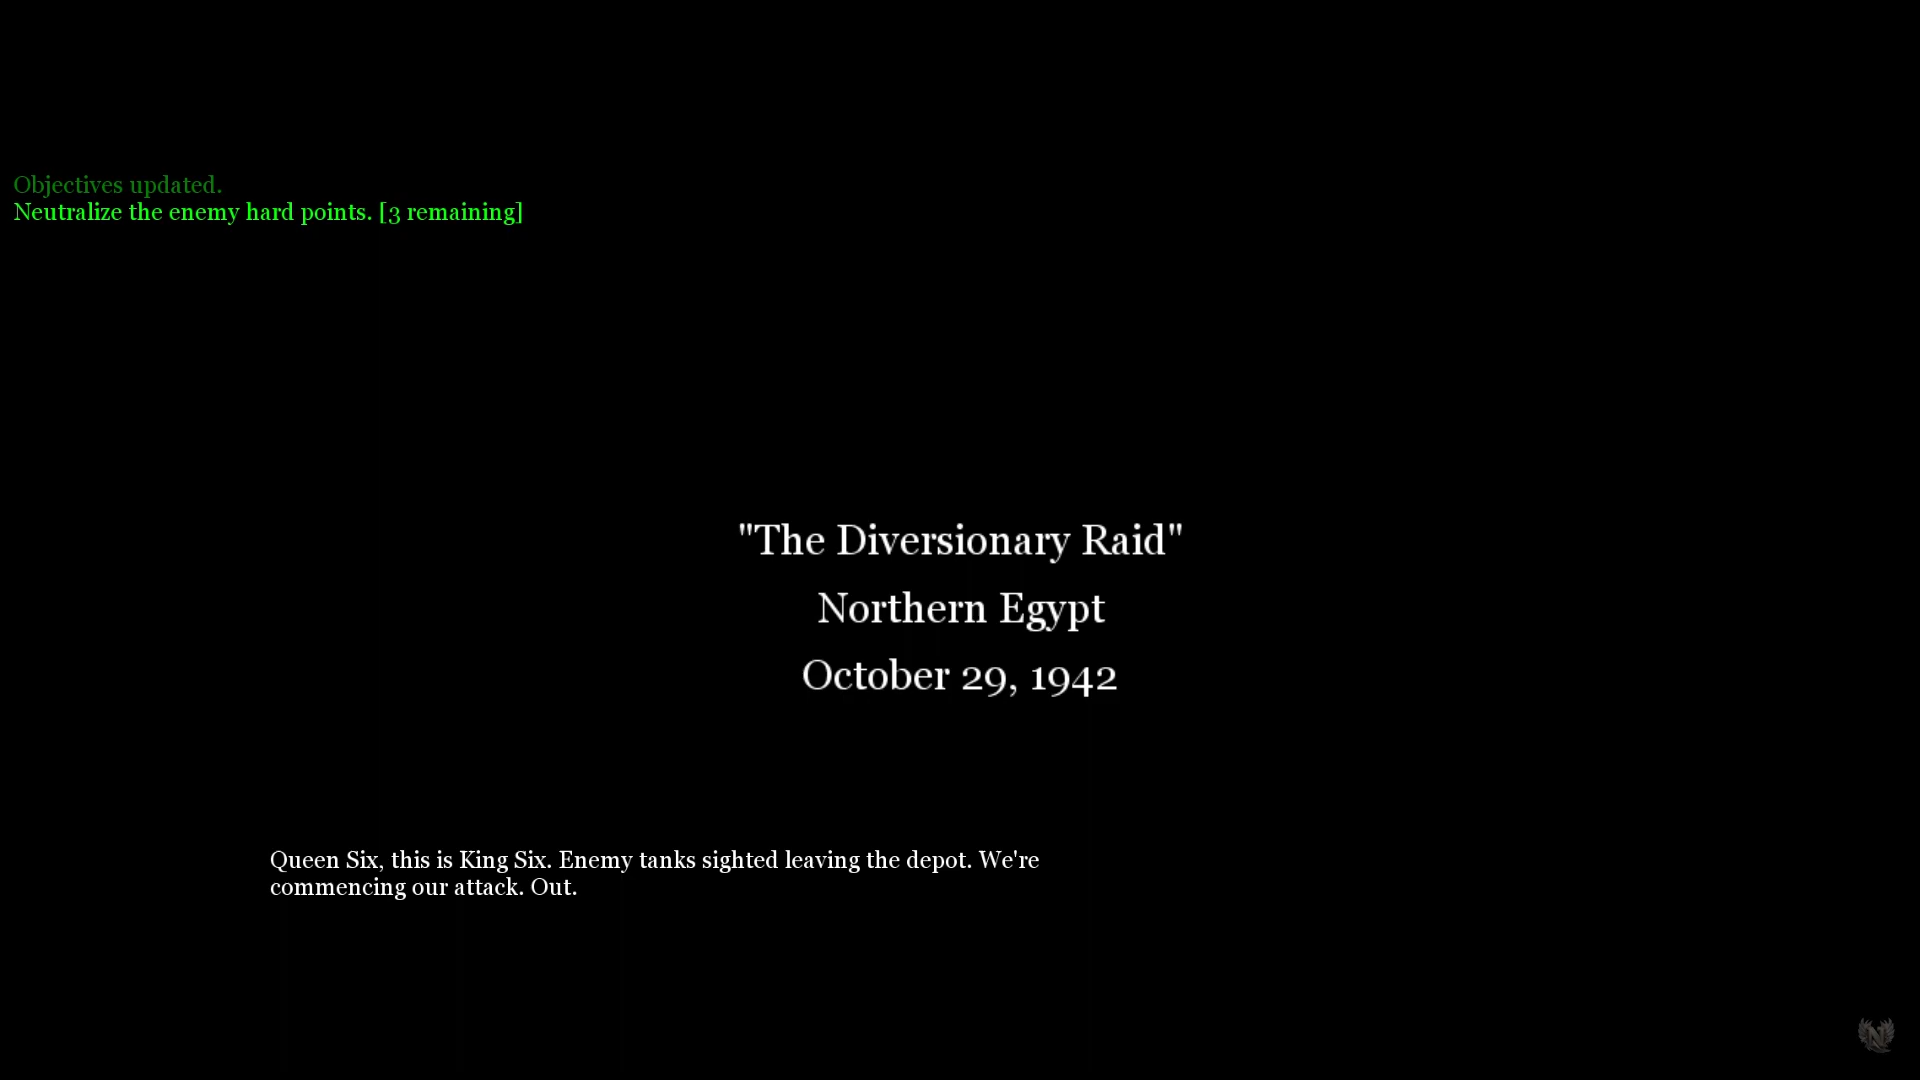 Objectives updated.
Neutralize the enemy hard points. [3 remaining]
"The Diversionary Raid"
Northern Egypt
October 29, 1942
Queen Six, this is King Six. Enemy tanks sighted leaving the depot. We're
commencing our attack. Out.
N